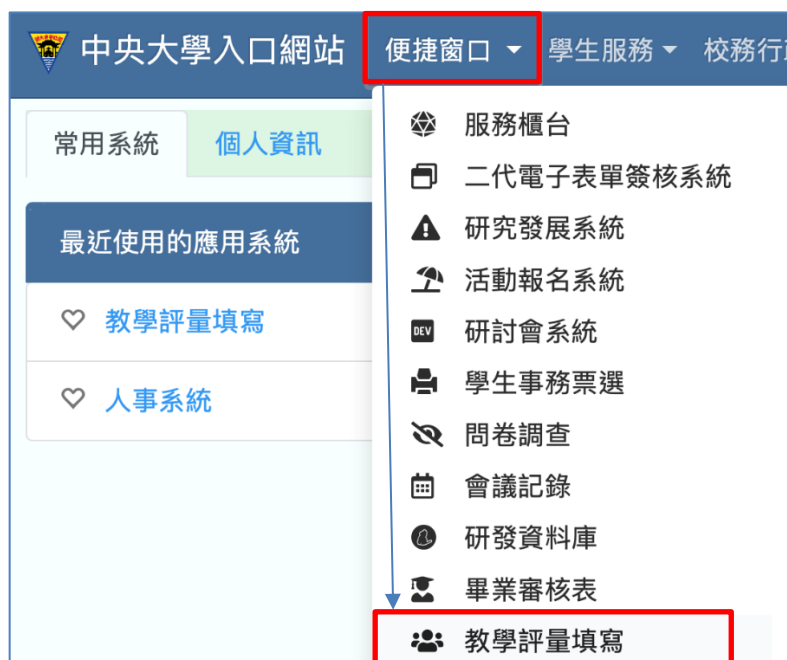 中央大學入口網站 便捷窗口 學生服務 校務行
常用系統 個人資訊
最近使用的應用系統
教學評量填寫
人事系統
服務櫃台
二代電子表單簽核系統
研究發展系統
活動報名系統
DEV 研討會系統
學生事務票選
問卷調查
會議記錄
研發資料庫
畢業審核表
教學評量填寫